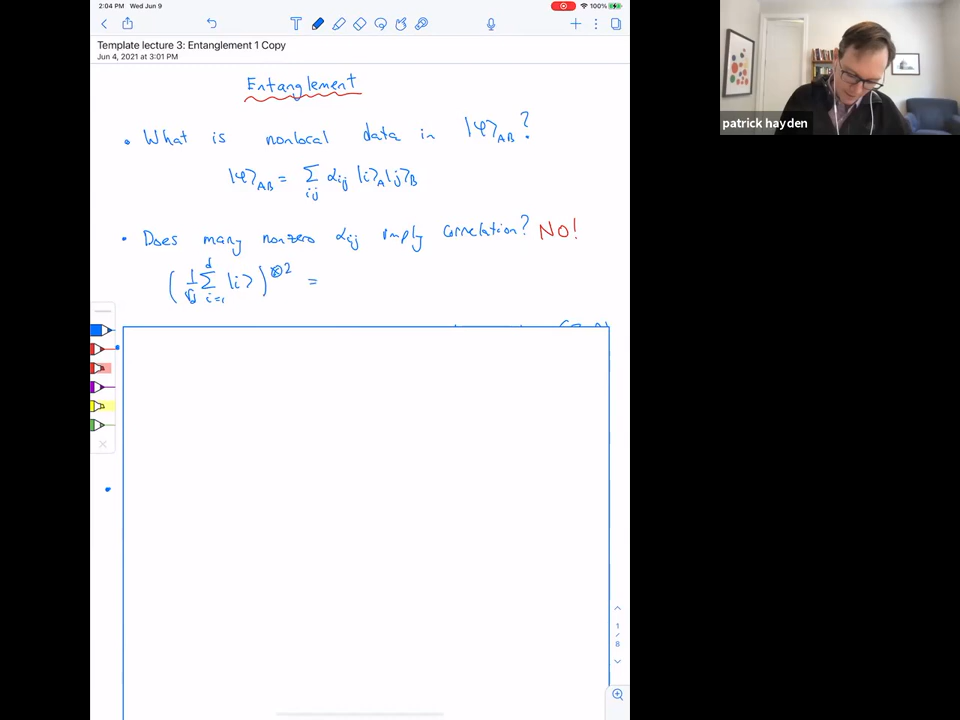 2:04 PM Wed Jun 9
100%
Template lecture 3: Entanglement 1 Copy
Jun 4, 2021 at 3:01 PM
Entanglement
• What is nonlocal data in |φ⟩_AB?
|φ⟩_AB = Σ_ij α_ij |i⟩_A |j⟩_B
• Does many nonzero α_ij imply correlation? NO!
(1/√d Σ_{i=1}^d |i⟩)^{⊗2} =
1
/
8
patrick hayden